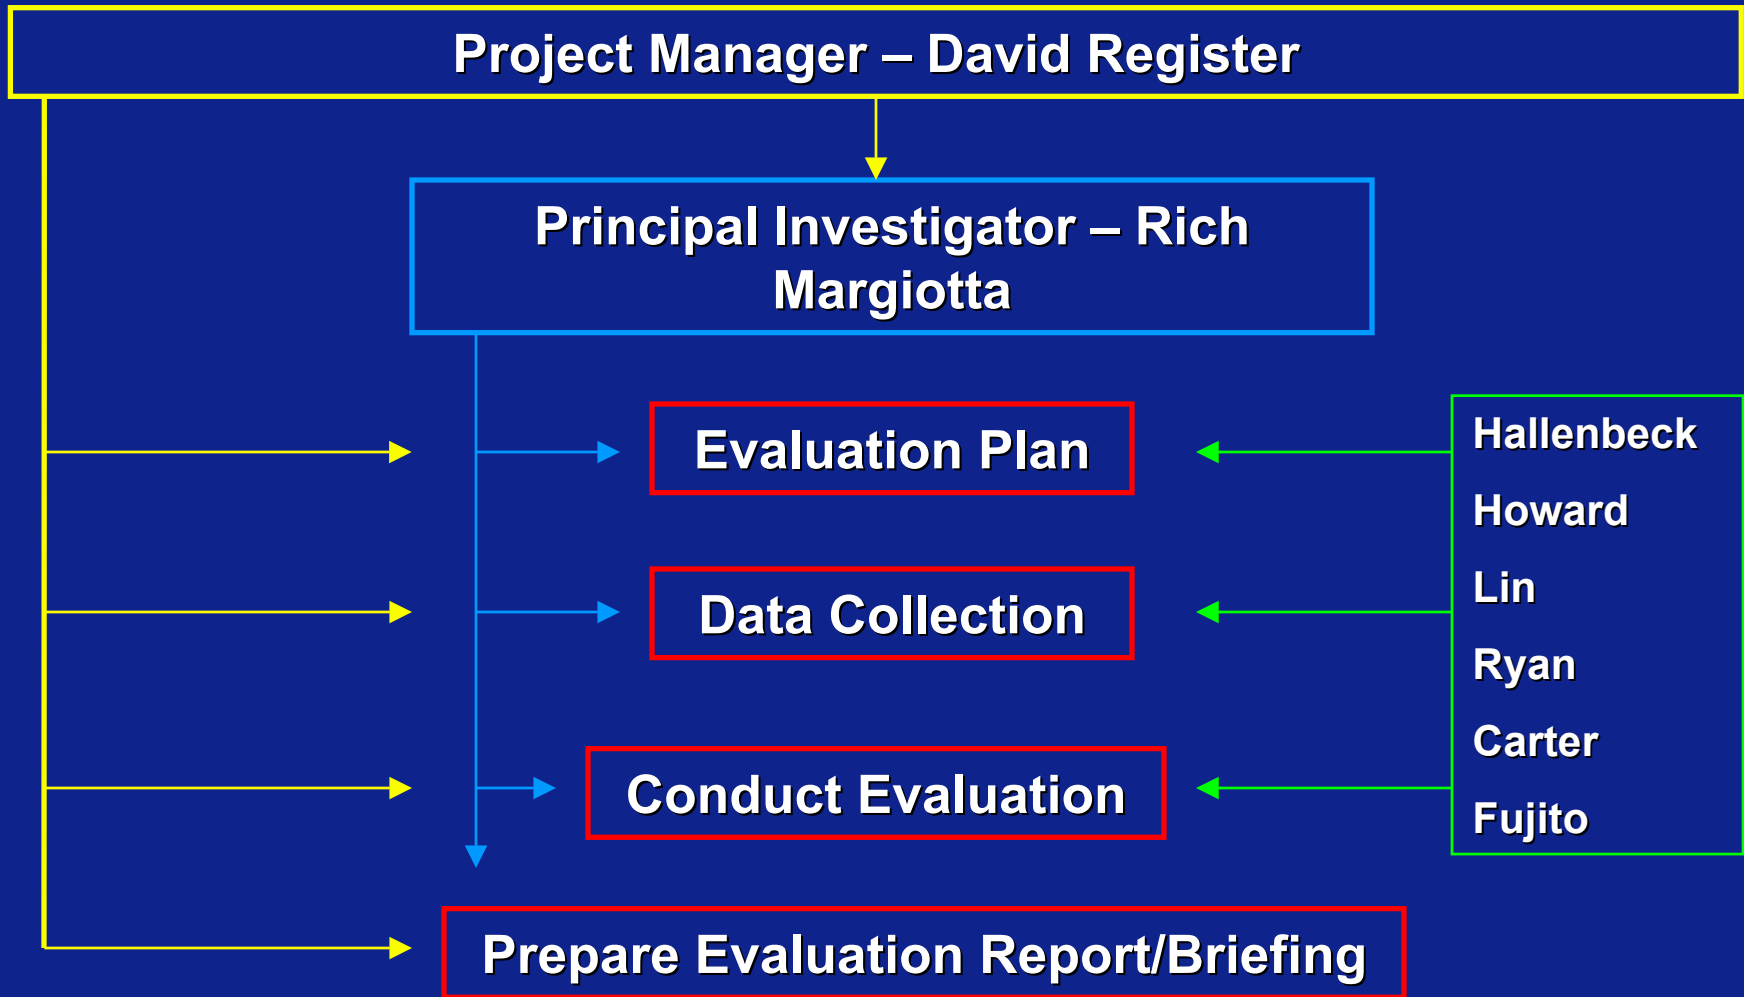 Project Manager – David Register
Principal Investigator – Rich
Margiotta
Evaluation Plan
Data Collection
Conduct Evaluation
Prepare Evaluation Report/Briefing
Hallenbeck
Howard
Lin
Ryan
Carter
Fujito